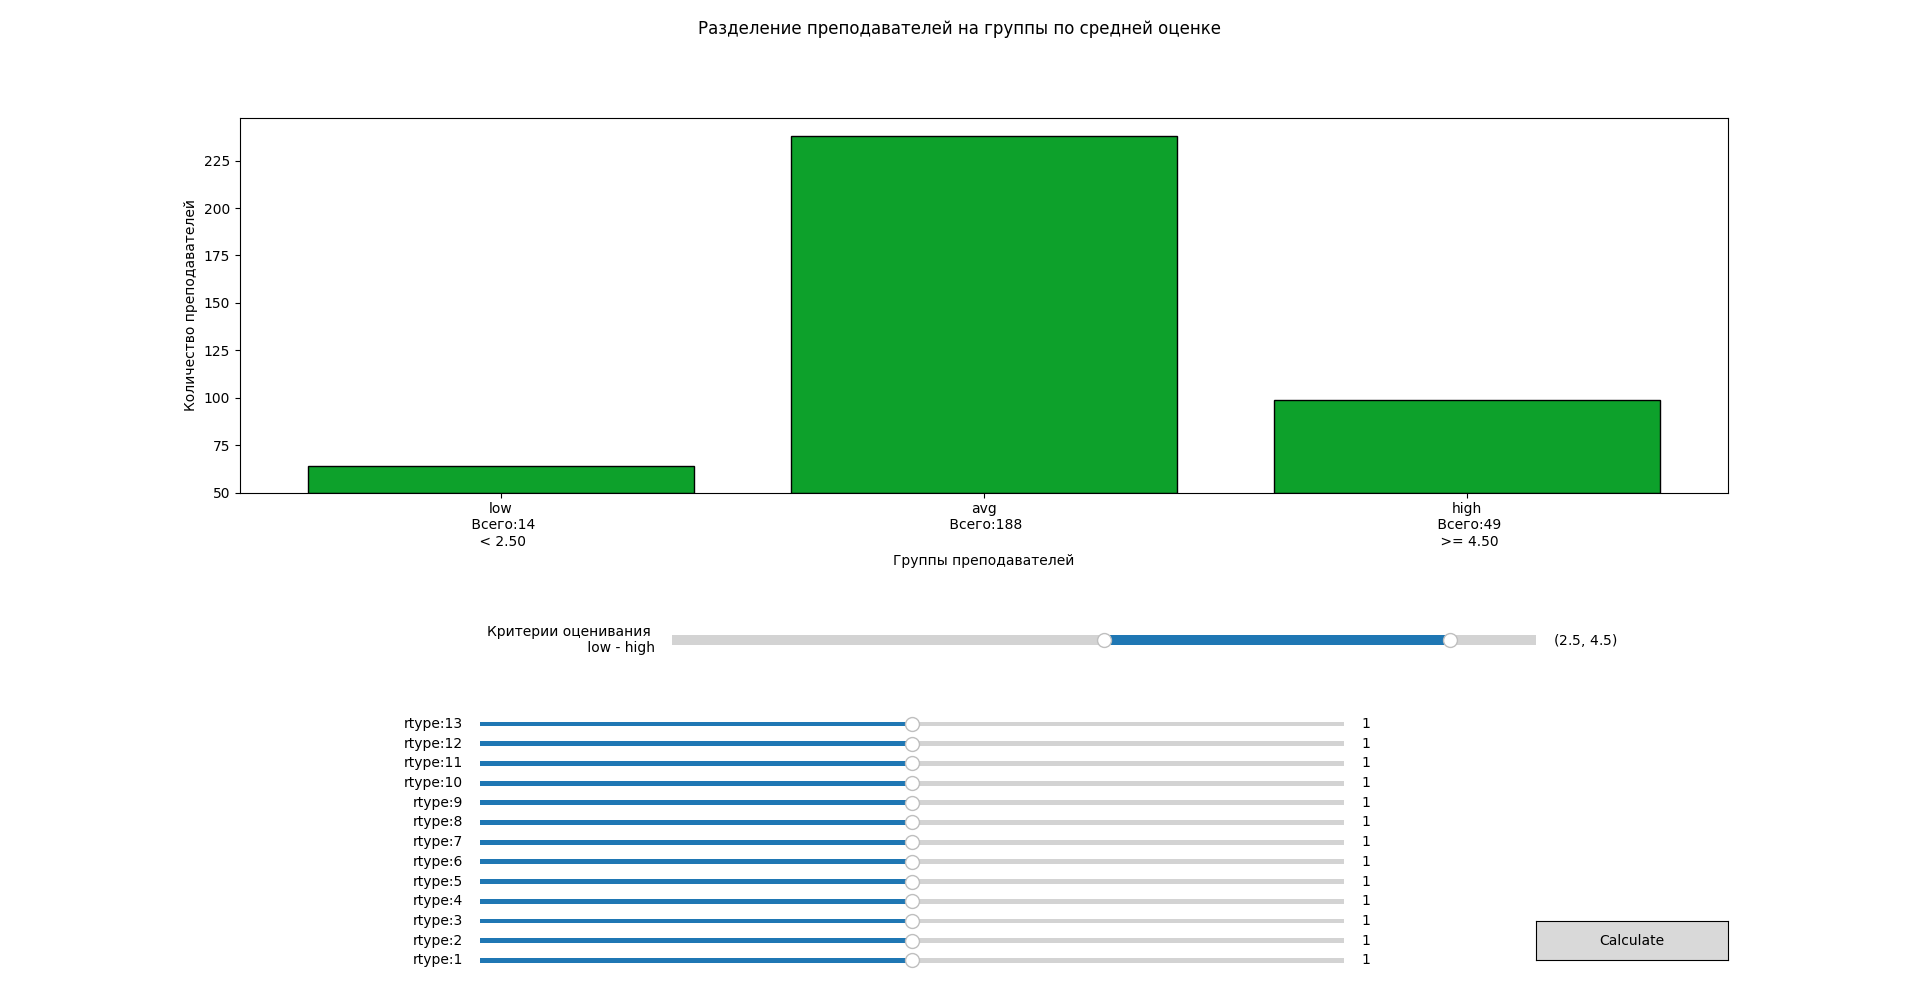 Разделение преподавателей на группы по средней оценке
Количество преподавателей
225
200
175
150
125
100
75
50
low
Всего:14
< 2.50
avg
Всего:188
high
Всего:49
>= 4.50
Группы преподавателей
Критерии оценивания
low - high
(2.5, 4.5)
rtype:13 1
rtype:12 1
rtype:11 1
rtype:10 1
rtype:9 1
rtype:8 1
rtype:7 1
rtype:6 1
rtype:5 1
rtype:4 1
rtype:3 1
rtype:2 1
rtype:1 1
Calculate